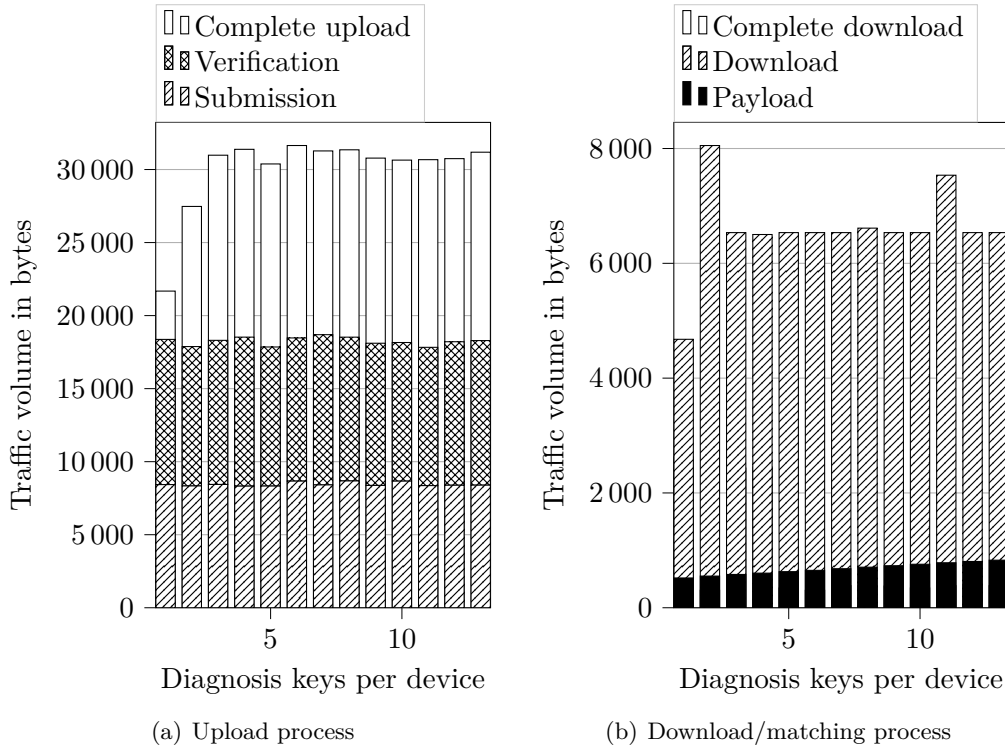 Complete upload
Verification
Submission
30 000
25 000
20 000
15 000
10 000
5 000
0
5
10
Traffic volume in bytes
Diagnosis keys per device
(a) Upload process
Complete download
Download
Payload
8 000
6 000
4 000
2 000
0
5
10
Traffic volume in bytes
Diagnosis keys per device
(b) Download/matching process